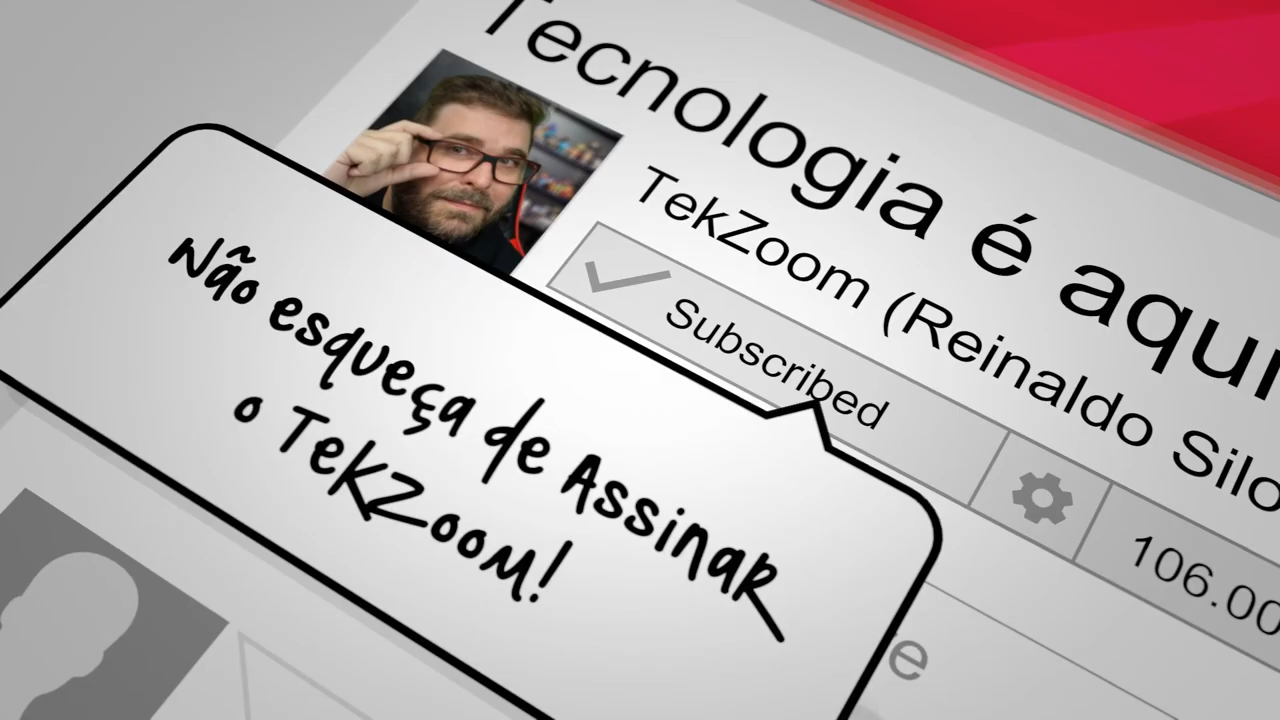 Tecnologia é aqui
TekZoom (Reinaldo Silo
Subscribed
106.00
Não esqueça de Assinar
o TekZoom!
e